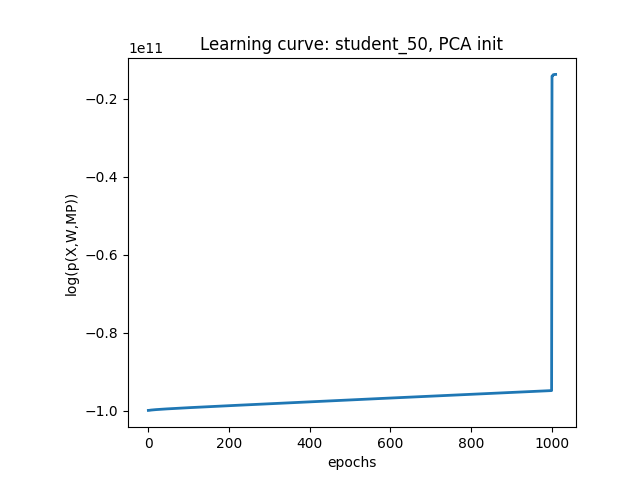 Learning curve: student_50, PCA init
1e11
−0.2
−0.4
−0.6
−0.8
−1.0
log(p(X,W,MP))
0 200 400 600 800 1000
epochs